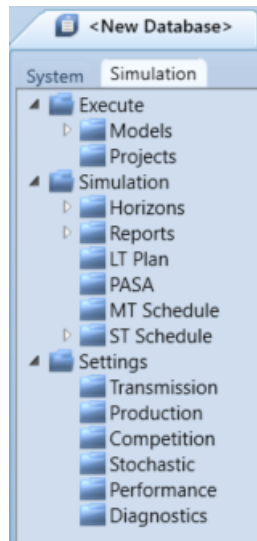 <New Database>
System Simulation
Execute
Models
Projects
Simulation
Horizons
Reports
LT Plan
PASA
MT Schedule
ST Schedule
Settings
Transmission
Production
Competition
Stochastic
Performance
Diagnostics